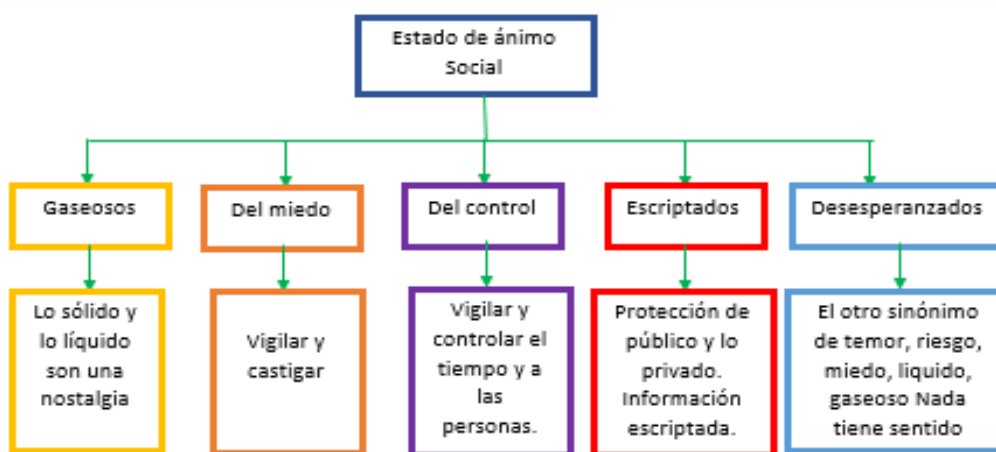 Estado de ánimo
Social
Gaseosos
Del miedo
Del control
Escriptados
Desesperanzados
Lo sólido y
lo líquido
son una
nostalgia
Vigilar y
castigar
Vigilar y
controlar el
tiempo y a
las
personas.
Protección de
público y lo
privado.
Información
escriptada.
El otro sinónimo
de temor, riesgo,
miedo, liquido,
gaseoso Nada
tiene sentido